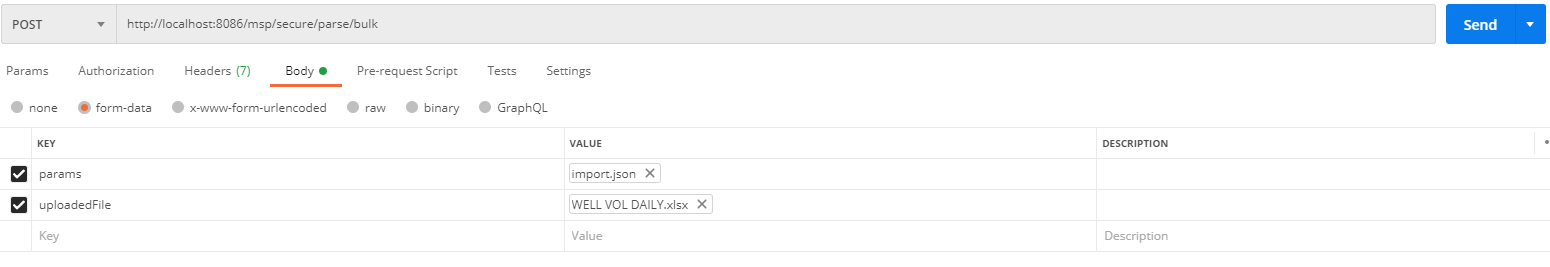 POST http://localhost:8086/msp/secure/parse/bulk Send
Params Authorization Headers (7) Body Pre-request Script Tests Settings
none form-data x-www-form-urlencoded raw binary GraphQL
KEY VALUE DESCRIPTION
params import.json
uploadedFile WELL VOL DAILY.xlsx
Key Value Description